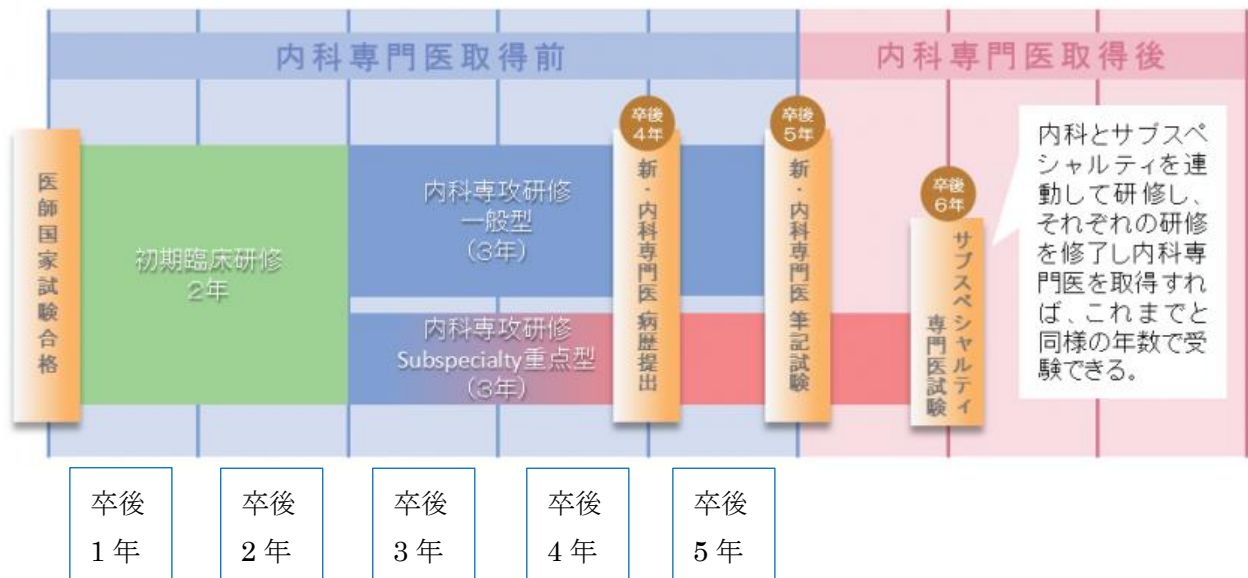 内科専門医取得前
内科専門医取得後
医師国家試験合格
初期臨床研修
2年
内科専攻研修
一般型
(3年)
内科専攻研修
Subspecialty重点型
(3年)
卒後
4年
新・内科専門医 病歴提出
卒後
5年
新・内科専門医 筆記試験
卒後
6年
サブスペシャルティ
専門医試験
内科とサブスペ
シャルティを連
動して研修し、
それぞれの研修
を修了し内科専
門医を取得すれ
ば、これまでと
同様の年数で受
験できる。
卒後
1年
卒後
2年
卒後
3年
卒後
4年
卒後
5年